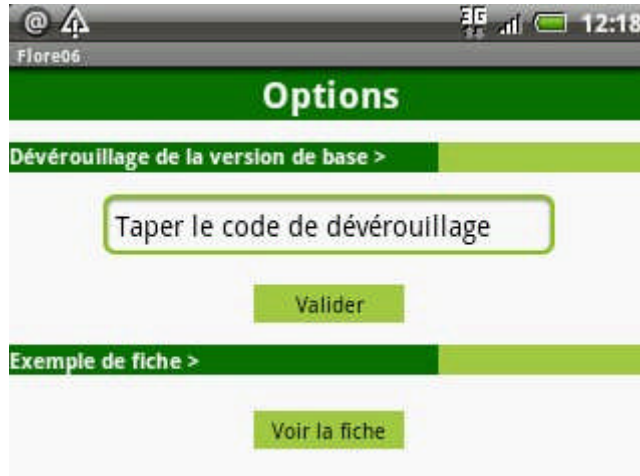 @ 3G 12:18
Flore06
Options
Dévérouillage de la version de base >
Taper le code de dévérouillage
Valider
Exemple de fiche >
Voir la fiche